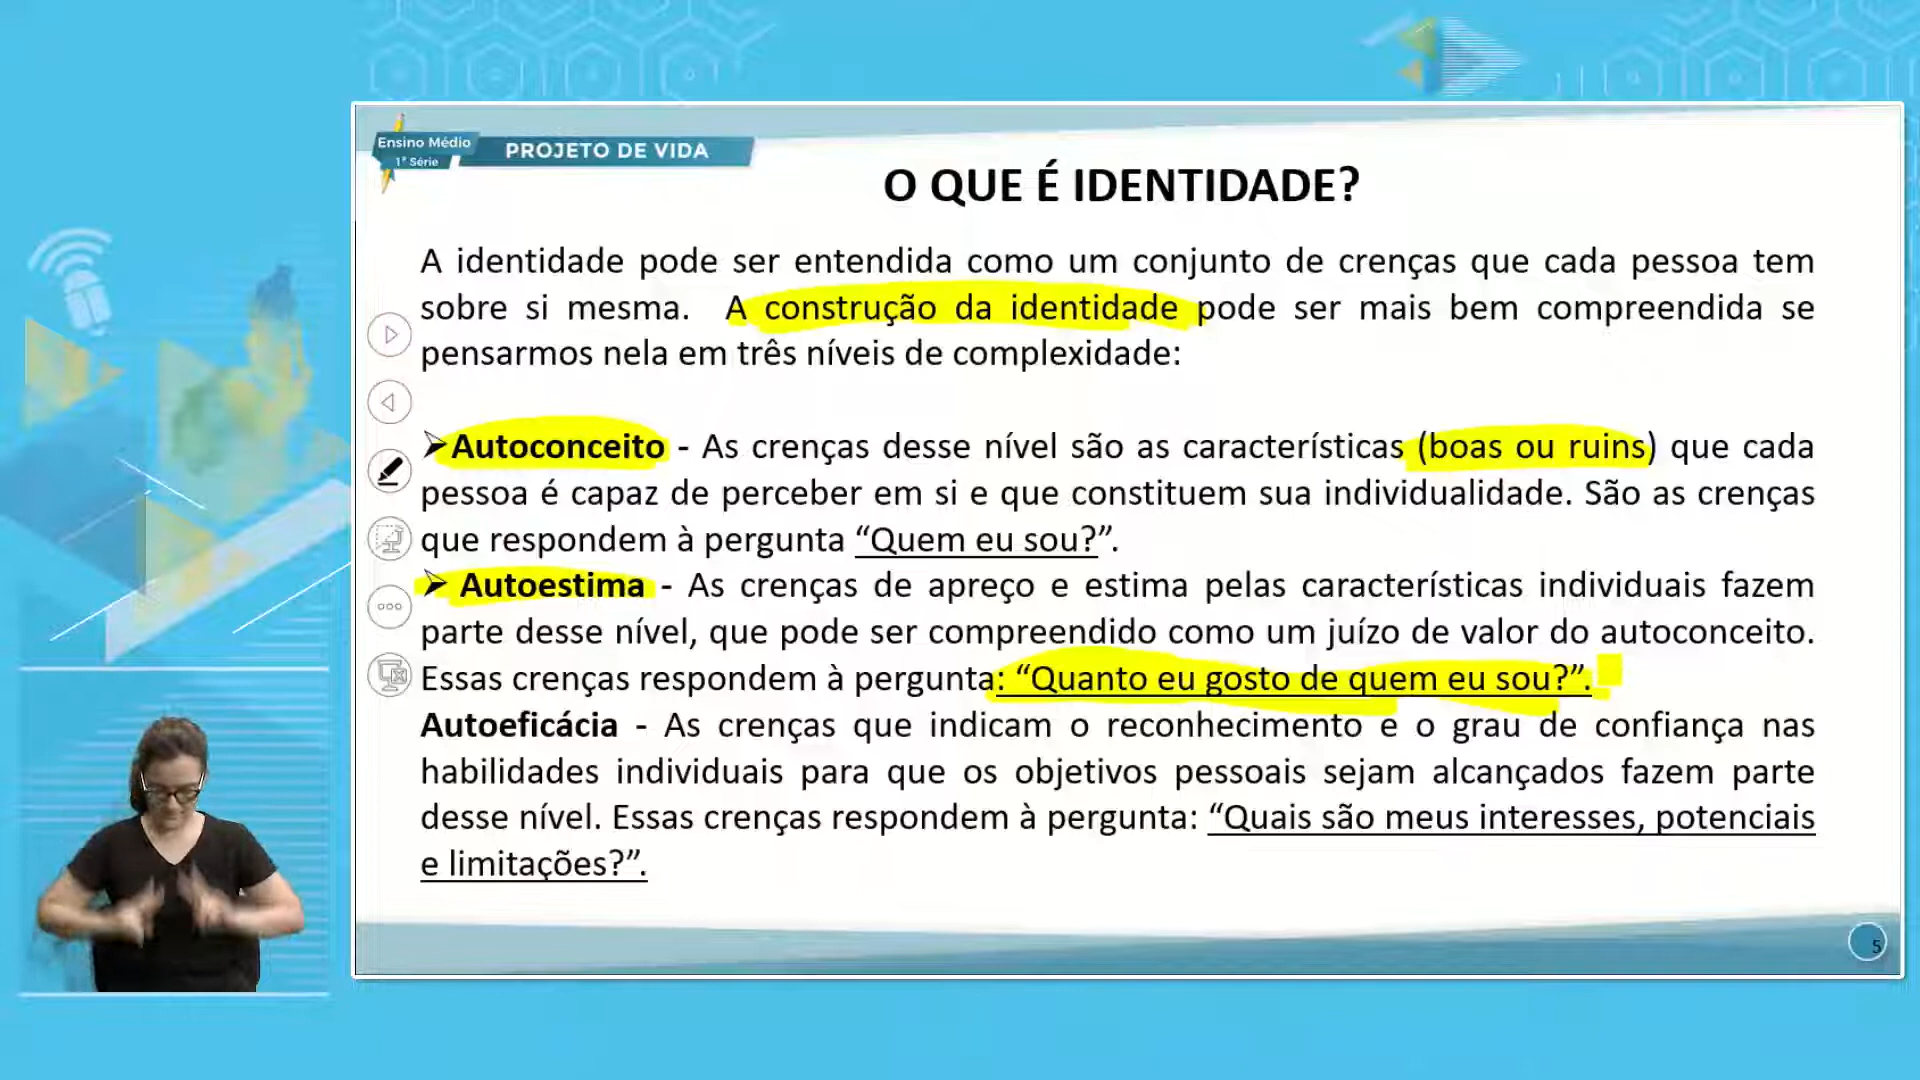 Ensino Médio
1ª Série
PROJETO DE VIDA
O QUE É IDENTIDADE?
A identidade pode ser entendida como um conjunto de crenças que cada pessoa tem
sobre si mesma. A construção da identidade pode ser mais bem compreendida se
pensarmos nela em três níveis de complexidade:
➢Autoconceito - As crenças desse nível são as características (boas ou ruins) que cada
pessoa é capaz de perceber em si e que constituem sua individualidade. São as crenças
que respondem à pergunta “Quem eu sou?”.
➢ Autoestima - As crenças de apreço e estima pelas características individuais fazem
parte desse nível, que pode ser compreendido como um juízo de valor do autoconceito.
Essas crenças respondem à pergunta: “Quanto eu gosto de quem eu sou?”.
Autoeficácia - As crenças que indicam o reconhecimento e o grau de confiança nas
habilidades individuais para que os objetivos pessoais sejam alcançados fazem parte
desse nível. Essas crenças respondem à pergunta: “Quais são meus interesses, potenciais
e limitações?”.
5